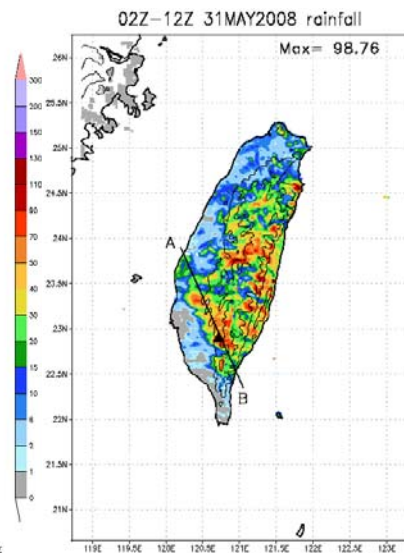 02Z-12Z 31MAY2008 rainfall
Max= 98.76
300
200
150
130
110
90
70
50
40
30
20
15
10
6
2
1
0
26N
25.5N
25N
24.5N
24N
23.5N
23N
22.5N
22N
21.5N
21N
A
B
119E
119.5E
120E
120.5E
121E
121.5E
122E
122.5E
123E